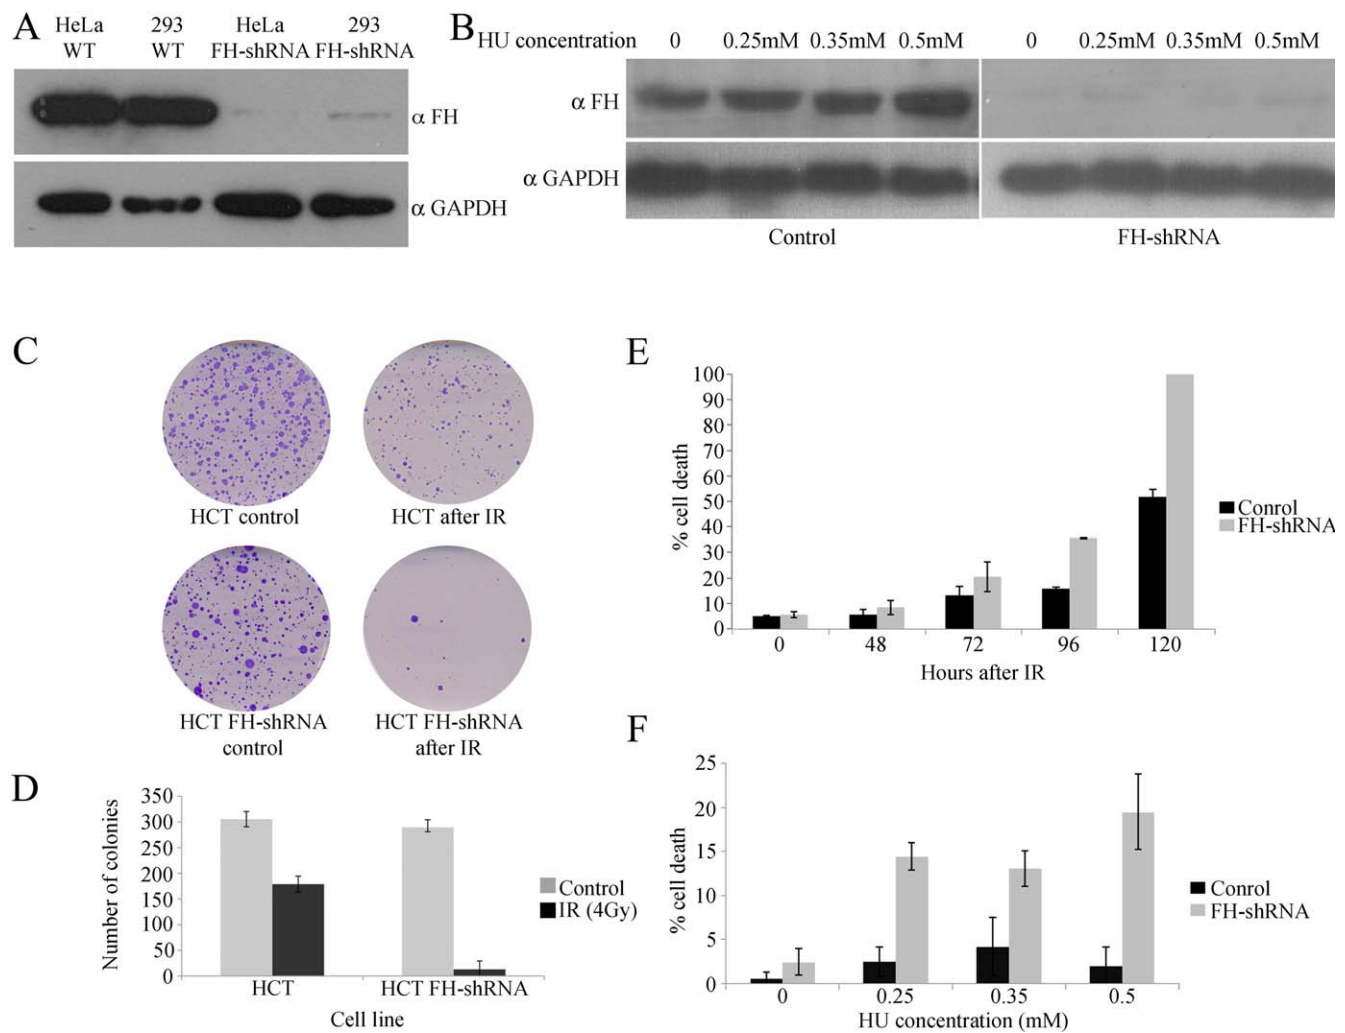 A
HeLa WT
293 WT
HeLa FH-shRNA
293 FH-shRNA
α FH
α GAPDH
B
HU concentration 0 0.25mM 0.35mM 0.5mM 0 0.25mM 0.35mM 0.5mM
α FH
α GAPDH
Control
FH-shRNA
C
HCT control
HCT after IR
HCT FH-shRNA
control
HCT FH-shRNA
after IR
D
Number of colonies
350
300
250
200
150
100
50
0
HCT
HCT FH-shRNA
Cell line
Control
IR (4Gy)
E
% cell death
100
90
80
70
60
50
40
30
20
10
0
0 48 72 96 120
Hours after IR
Conrol
FH-shRNA
F
% cell death
25
20
15
10
5
0
0 0.25 0.35 0.5
HU concentration (mM)
Conrol
FH-shRNA